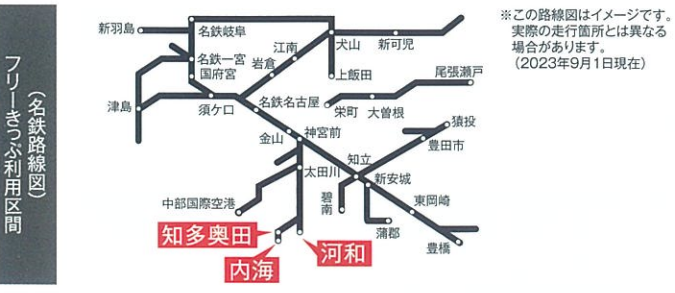 (名鉄路線図)
フリーきっぷ利用区間
※この路線図はイメージです。
実際の走行箇所とは異なる
場合があります。
(2023年9月1日現在)
新羽島
名鉄岐阜
江南
犬山
新可児
名鉄一宮
岩倉
国府宮
上飯田
尾張瀬戸
津島
須ケ口
名鉄名古屋
栄町
大曽根
金山
神宮前
猿投
豊田市
知立
太田川
新安城
中部国際空港
碧南
東岡崎
蒲郡
豊橋
知多奥田
内海
河和